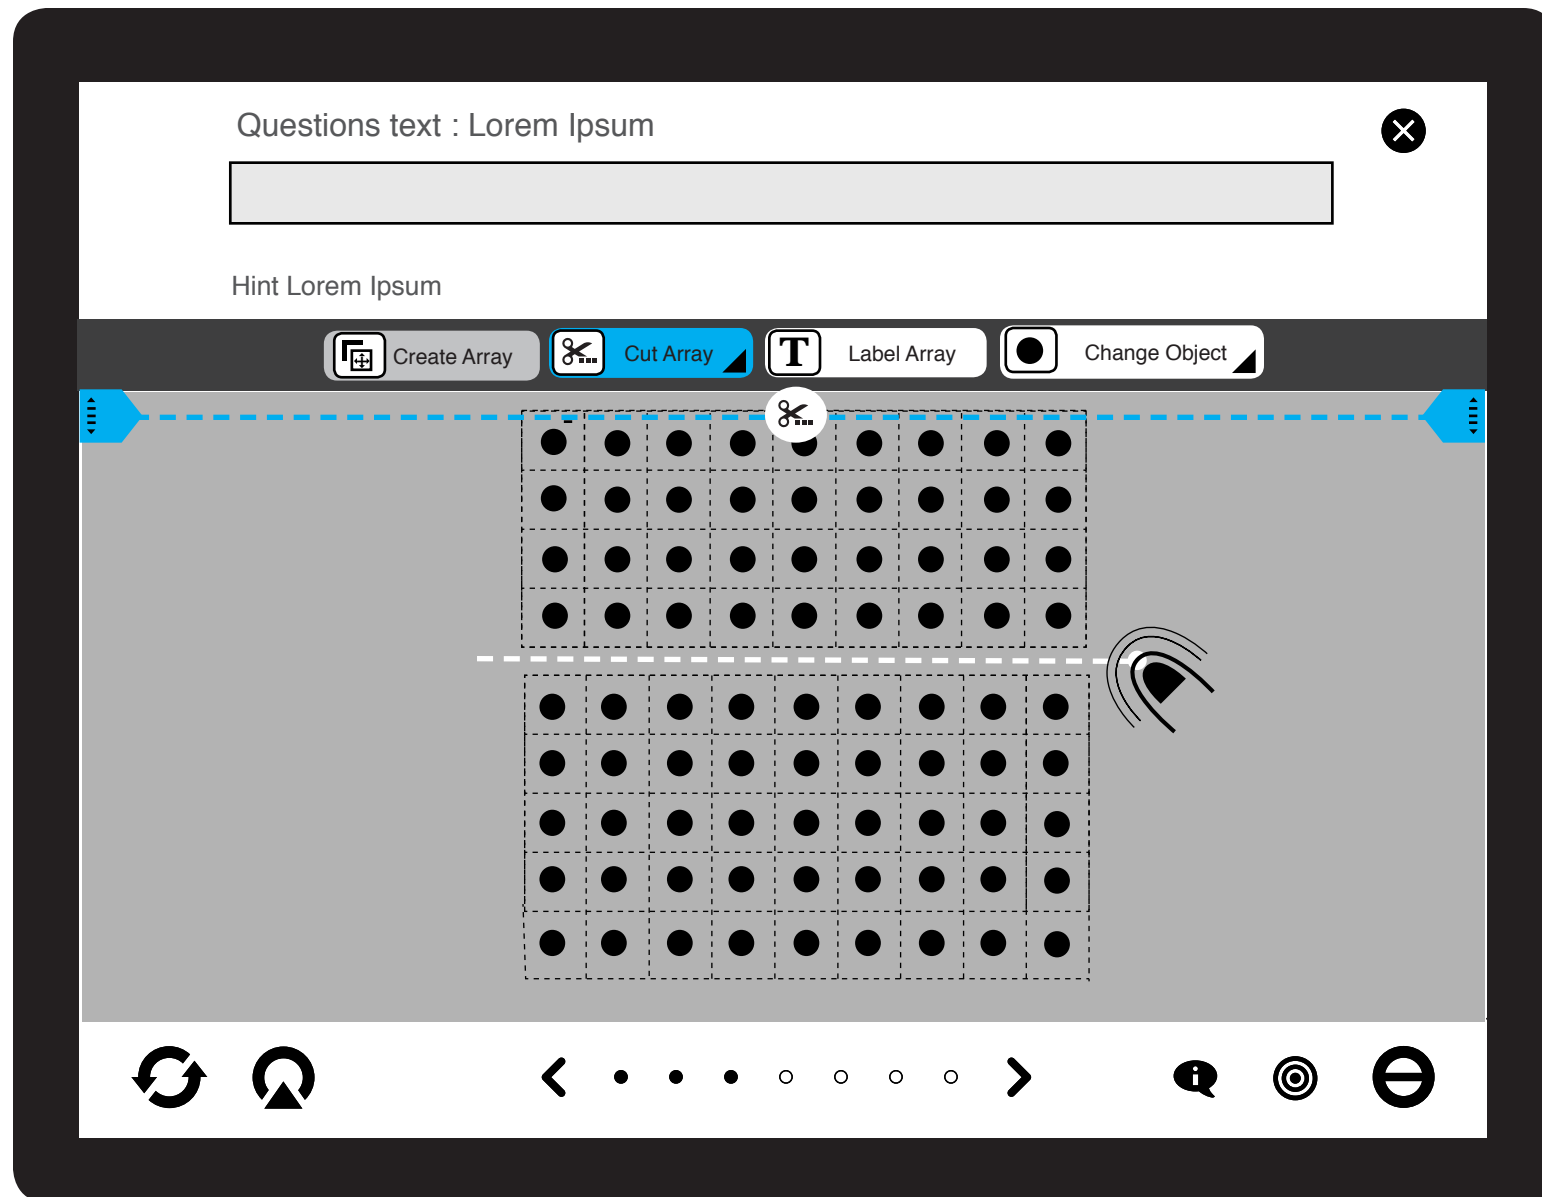 Questions text : Lorem Ipsum
Hint Lorem Ipsum
Create Array
Cut Array
T
Label Array
Change Object
i